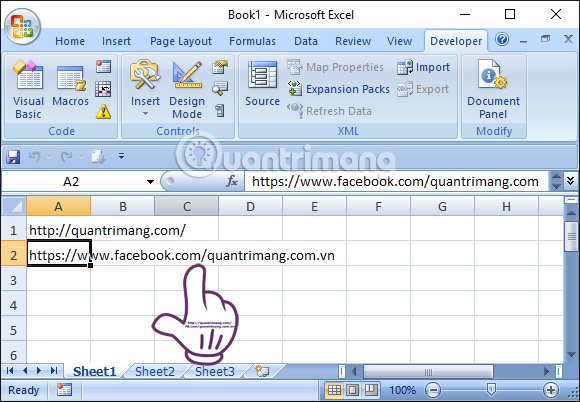 Book1 - Microsoft Excel
Home Insert Page Layout Formulas Data Review View Developer
Visual Basic
Macros
Code
Insert
Design Mode
Controls
Source
Map Properties
Expansion Packs
Refresh Data
Import
Export
XML
Document Panel
Modify
Quantrimang
A2 fx https://www.facebook.com/quantrimang.com
A B C D E F G H
1 http://quantrimang.com/
2 https://www.facebook.com/quantrimang.com.vn
3
4
5
6
Sheet1 Sheet2 Sheet3
Ready 100%